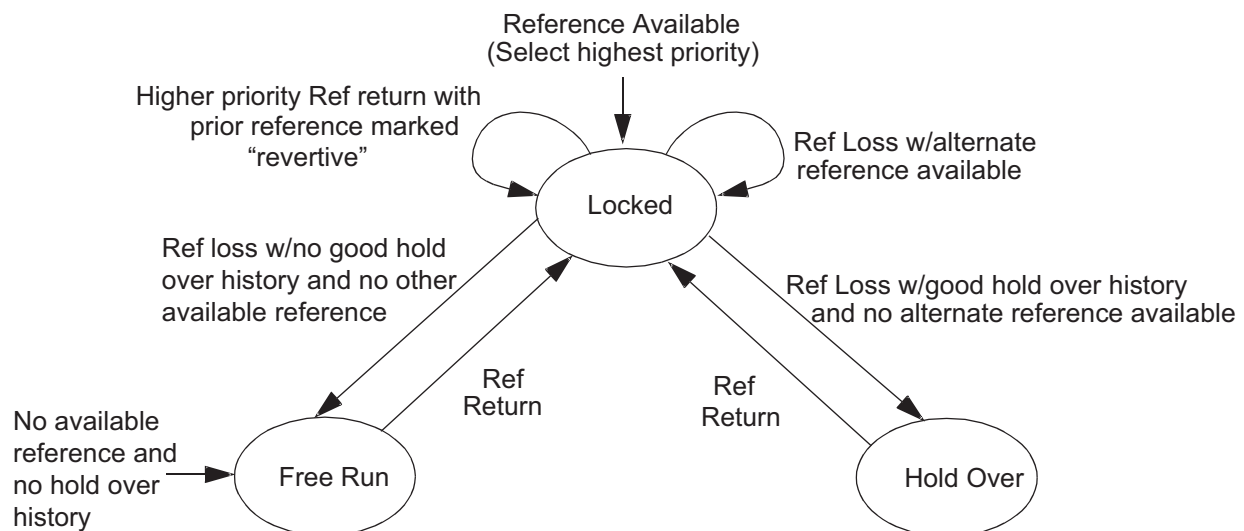 Reference Available
(Select highest priority)
Higher priority Ref return with
prior reference marked
“revertive”
Ref Loss w/alternate
reference available
Locked
Ref loss w/no good hold
over history and no other
available reference
Ref Loss w/good hold over history
and no alternate reference available
Ref
Return
Ref
Return
No available
reference and
no hold over
history
Free Run
Hold Over